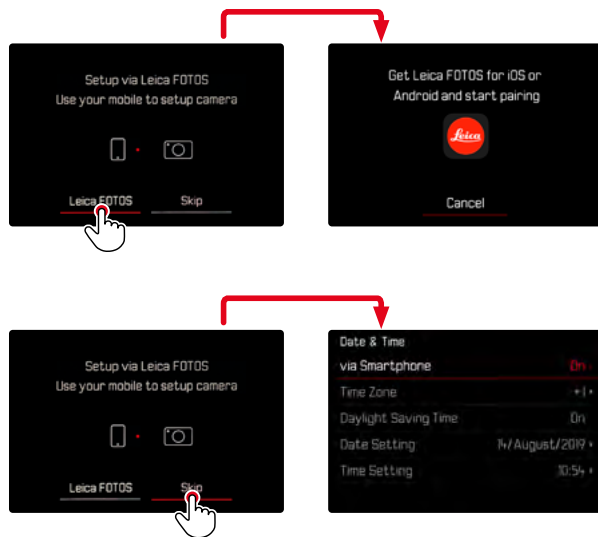 Setup via Leica FOTOS
Use your mobile to setup camera
Leica FOTOS Skip
Get Leica FOTOS for iOS or
Android and start pairing
Leica
Cancel
Setup via Leica FOTOS
Use your mobile to setup camera
Leica FOTOS Skip
Date & Time
via Smartphone On
Time Zone +1
Daylight Saving Time On
Date Setting 14/August/2019
Time Setting 10:54